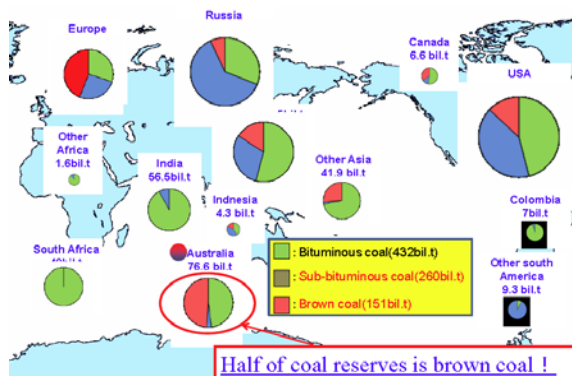 Russia
Europe
Canada
6.6 bil.t
USA
Other
Africa
1.6bil.t
India
56.5bil.t
Other Asia
41.9 bil.t
Indnesia
4.3 bil.t
Colombia
7bil.t
South Africa
Australia
76.6 bil.t
: Bituminous coal(432bil.t)
: Sub-bituminous coal(260bil.t)
: Brown coal(151bil.t)
Other south
America
9.3 bil.t
Half of coal reserves is brown coal !